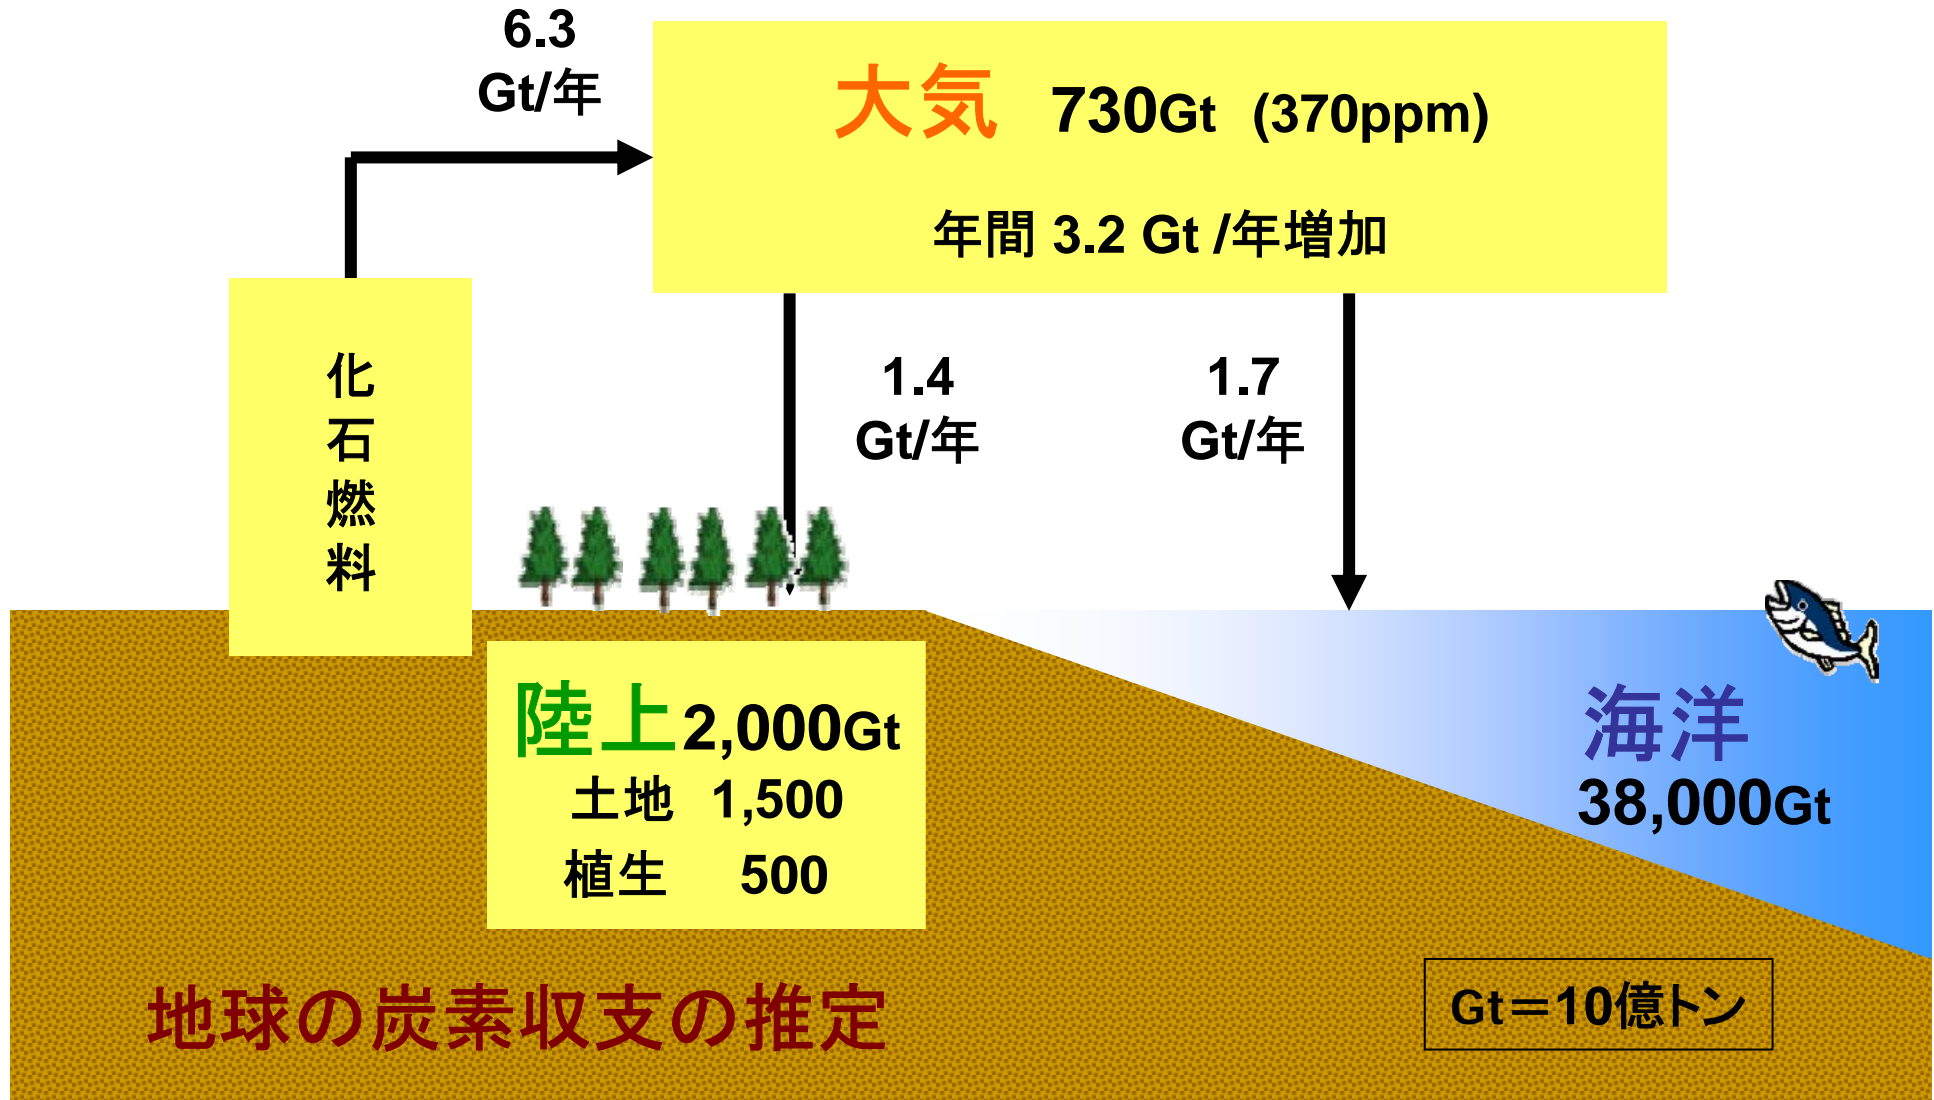 6.3
Gt/年
大気 730Gt (370ppm)
年間 3.2 Gt /年増加
化
石
燃
料
1.4
Gt/年
1.7
Gt/年
陸上2,000Gt
土地 1,500
植生 500
海洋
38,000Gt
地球の炭素収支の推定
Gt＝10億トン